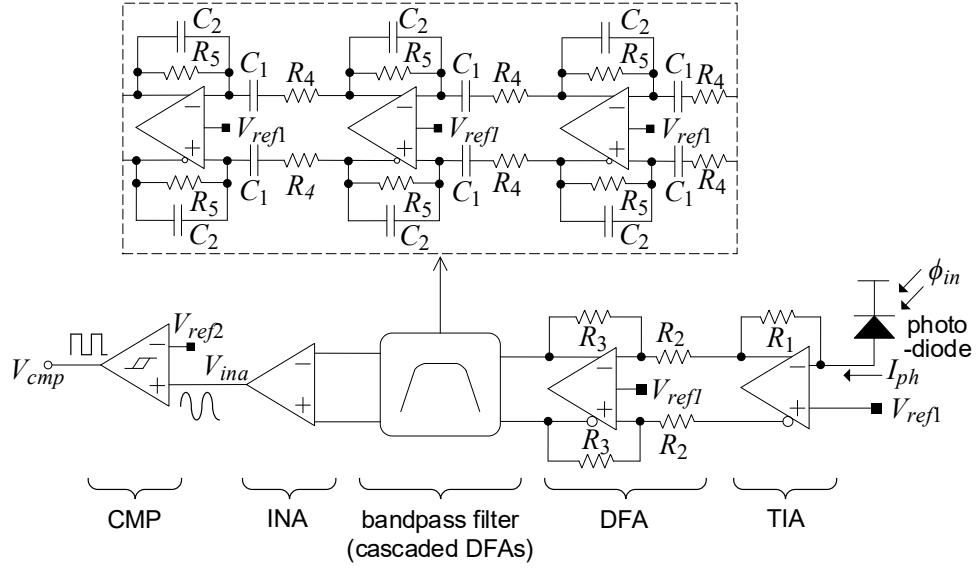 C2 C2 C2
R5 C1 R4 R5 C1 R4 R5 C1 R4
− − −
Vref1 Vref1 Vref1
+ + +
R5 C1 R4 R5 C1 R4 R5 C1 R4
C2 C2 C2
ϕin
photo
-diode
R3 R2 R1
Vref2
Vcmp − + Vina − + − Vref1 − Iph
+ Vref1
R3 R2
CMP INA bandpass filter DFA TIA
(cascaded DFAs)